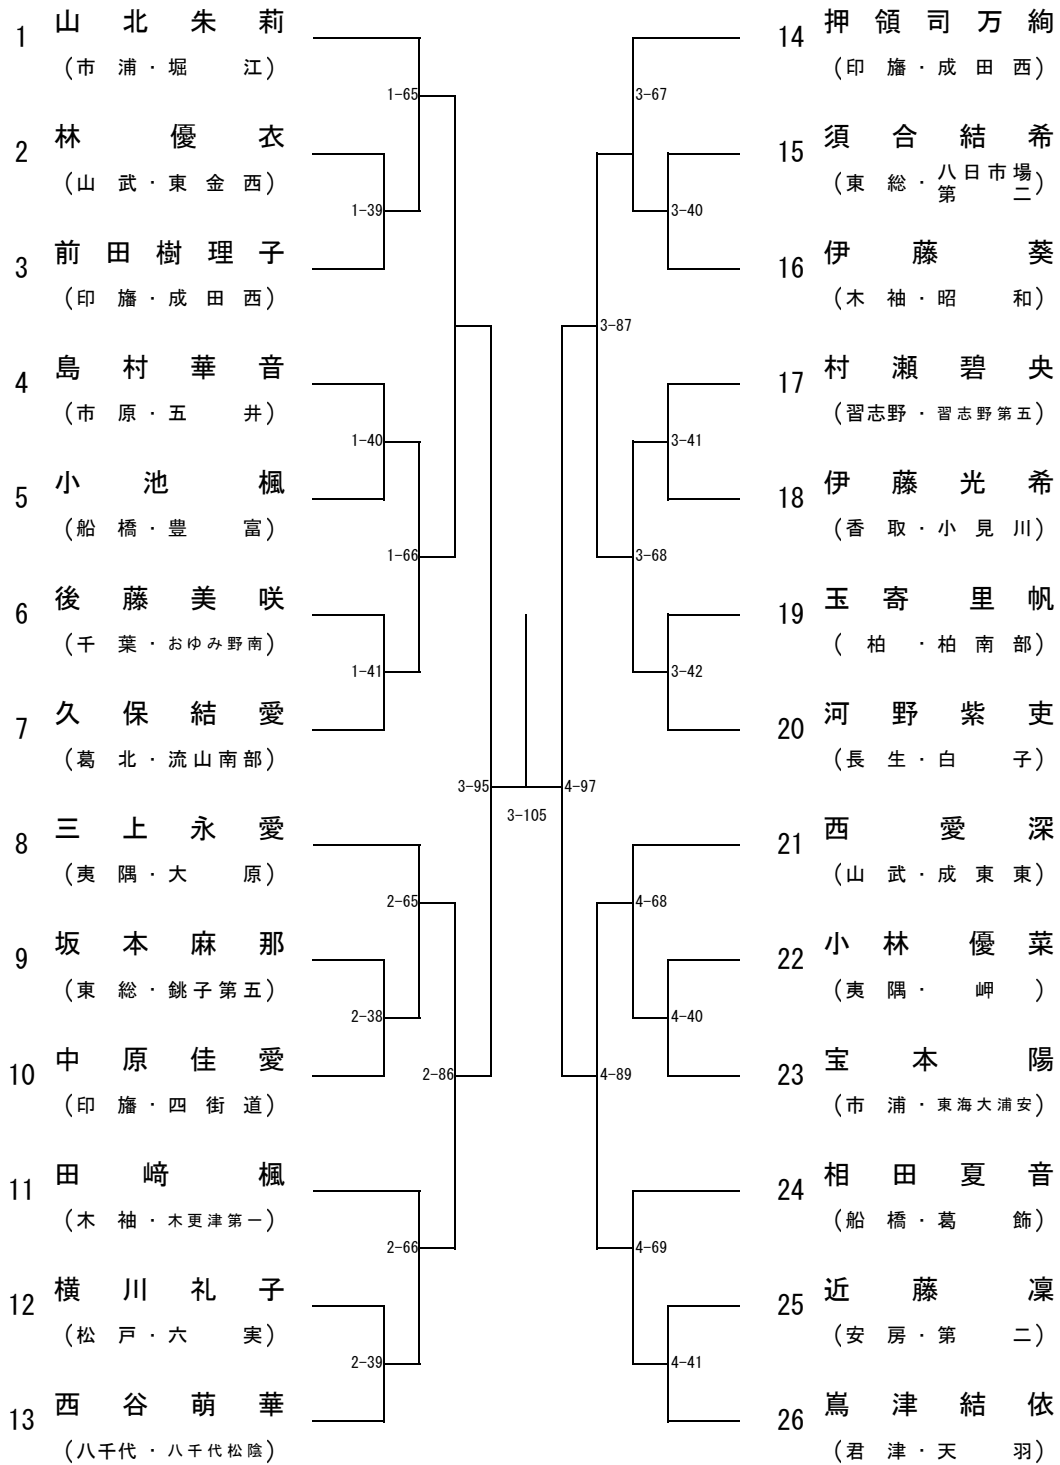 1 山北朱莉
(市浦・堀江)
1-65
2 林優衣
(山武・東金西)
1-39
3 前田樹理子
(印旛・成田西)
4 島村華音
(市原・五井)
1-40
5 小池楓
(船橋・豊富)
1-66
6 後藤美咲
(千葉・おゆみ野南)
1-41
7 久保結愛
(葛北・流山南部)
3-95
8 三上永愛
(夷隅・大原)
2-65
9 坂本麻那
(東総・銚子第五)
2-38
10 中原佳愛
(印旛・四街道)
2-86
11 田﨑楓
(木袖・木更津第一)
2-66
12 横川礼子
(松戸・六実)
2-39
13 西谷萌華
(八千代・八千代松陰)
3-105
14 押領司万絢
(印旛・成田西)
3-67
15 須合結希
(東総・八日市場第二)
3-40
16 伊藤葵
(木袖・昭和)
3-87
17 村瀬碧央
(習志野・習志野第五)
3-41
18 伊藤光希
(香取・小見川)
3-68
19 玉寄里帆
(柏・柏南部)
3-42
20 河野紫吏
(長生・白子)
4-97
21 西愛深
(山武・成東東)
4-68
22 小林優菜
(夷隅・岬)
4-40
23 宝本陽
(市浦・東海大浦安)
4-89
24 相田夏音
(船橋・葛飾)
4-69
25 近藤凜
(安房・第二)
4-41
26 嶌津結依
(君津・天羽)